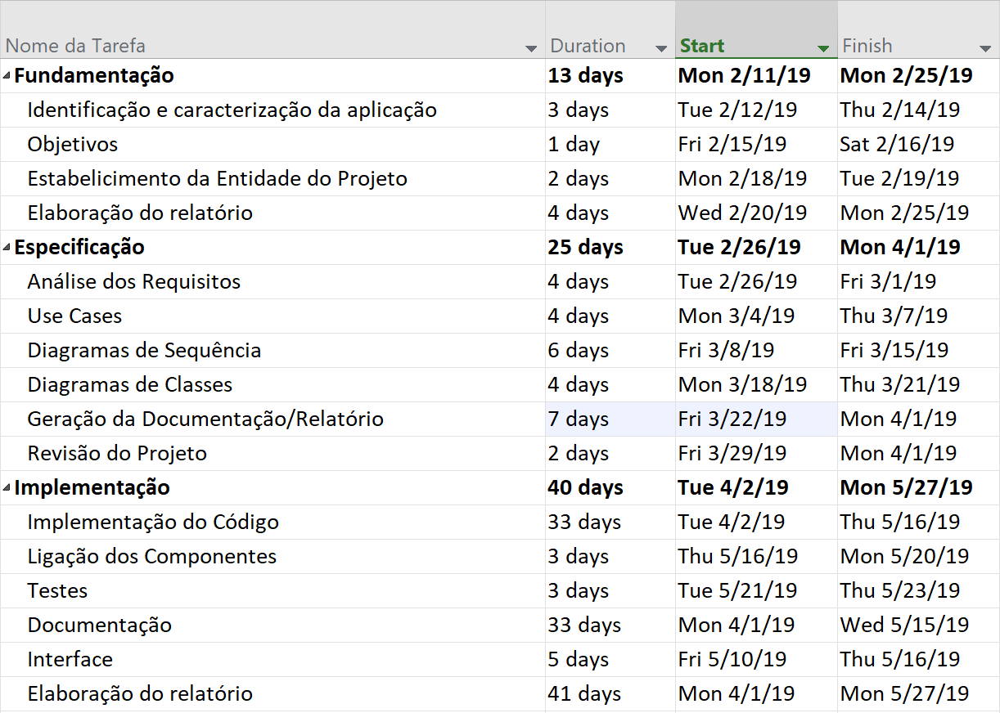 Nome da Tarefa Duration Start Finish
Fundamentação 13 days Mon 2/11/19 Mon 2/25/19
Identificação e caracterização da aplicação 3 days Tue 2/12/19 Thu 2/14/19
Objetivos 1 day Fri 2/15/19 Sat 2/16/19
Estabelicimento da Entidade do Projeto 2 days Mon 2/18/19 Tue 2/19/19
Elaboração do relatório 4 days Wed 2/20/19 Mon 2/25/19
Especificação 25 days Tue 2/26/19 Mon 4/1/19
Análise dos Requisitos 4 days Tue 2/26/19 Fri 3/1/19
Use Cases 4 days Mon 3/4/19 Thu 3/7/19
Diagramas de Sequência 6 days Fri 3/8/19 Fri 3/15/19
Diagramas de Classes 4 days Mon 3/18/19 Thu 3/21/19
Geração da Documentação/Relatório 7 days Fri 3/22/19 Mon 4/1/19
Revisão do Projeto 2 days Fri 3/29/19 Mon 4/1/19
Implementação 40 days Tue 4/2/19 Mon 5/27/19
Implementação do Código 33 days Tue 4/2/19 Thu 5/16/19
Ligação dos Componentes 3 days Thu 5/16/19 Mon 5/20/19
Testes 3 days Tue 5/21/19 Thu 5/23/19
Documentação 33 days Mon 4/1/19 Wed 5/15/19
Interface 5 days Fri 5/10/19 Thu 5/16/19
Elaboração do relatório 41 days Mon 4/1/19 Mon 5/27/19